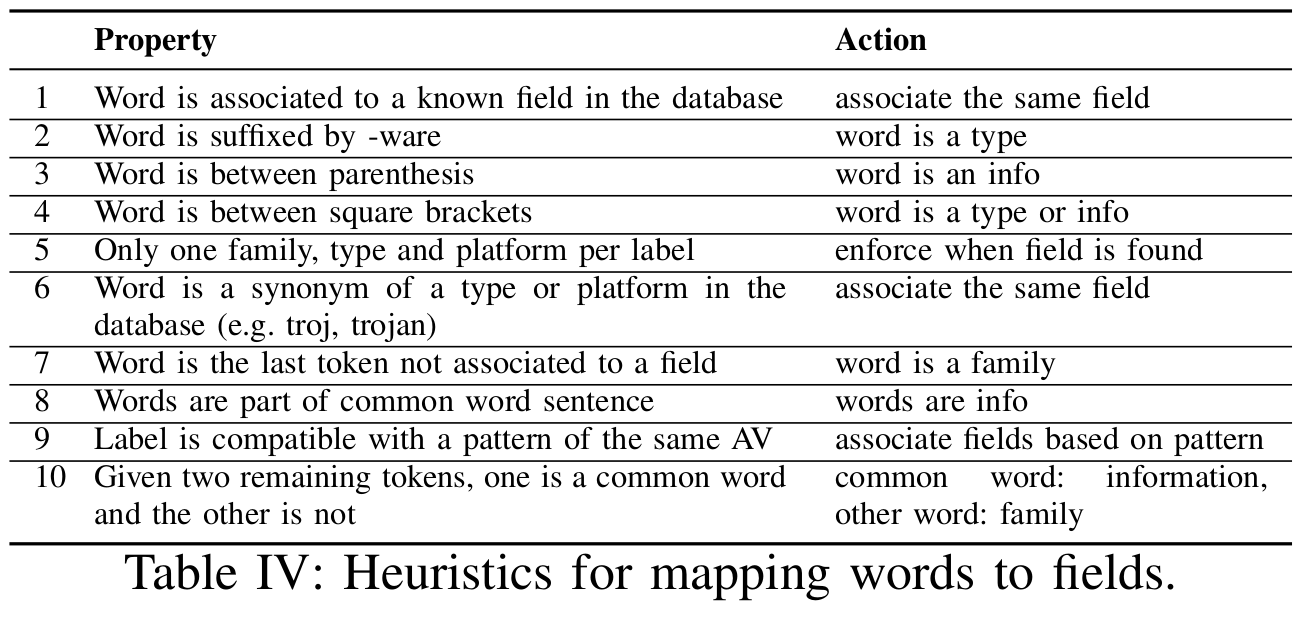 Property Action
1 Word is associated to a known field in the database associate the same field
2 Word is suffixed by -ware word is a type
3 Word is between parenthesis word is an info
4 Word is between square brackets word is a type or info
5 Only one family, type and platform per label enforce when field is found
6 Word is a synonym of a type or platform in the associate the same field
database (e.g. troj, trojan)
7 Word is the last token not associated to a field word is a family
8 Words are part of common word sentence words are info
9 Label is compatible with a pattern of the same AV associate fields based on pattern
10 Given two remaining tokens, one is a common word common word: information,
and the other is not other word: family
Table IV: Heuristics for mapping words to fields.